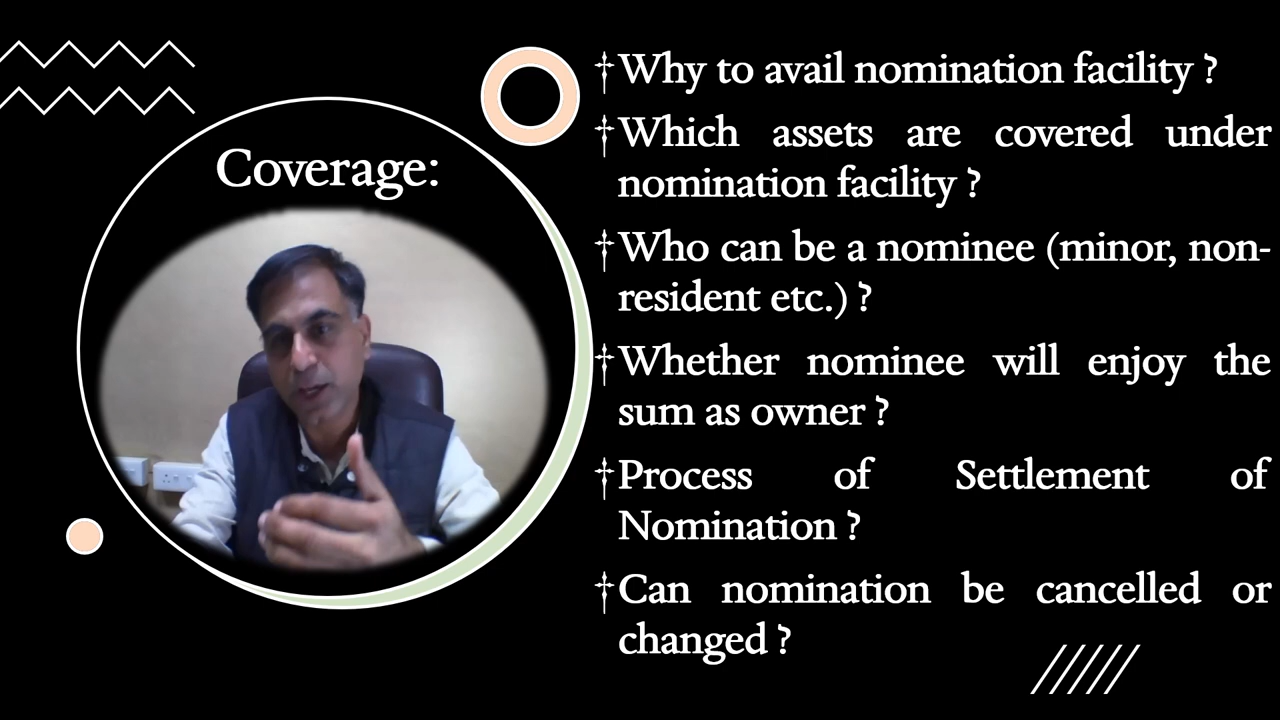 Coverage:
‡Why to avail nomination facility ?
‡Which assets are covered under
nomination facility ?
‡Who can be a nominee (minor, non-
resident etc.) ?
‡Whether nominee will enjoy the
sum as owner ?
‡Process of Settlement of
Nomination ?
‡Can nomination be cancelled or
changed ?